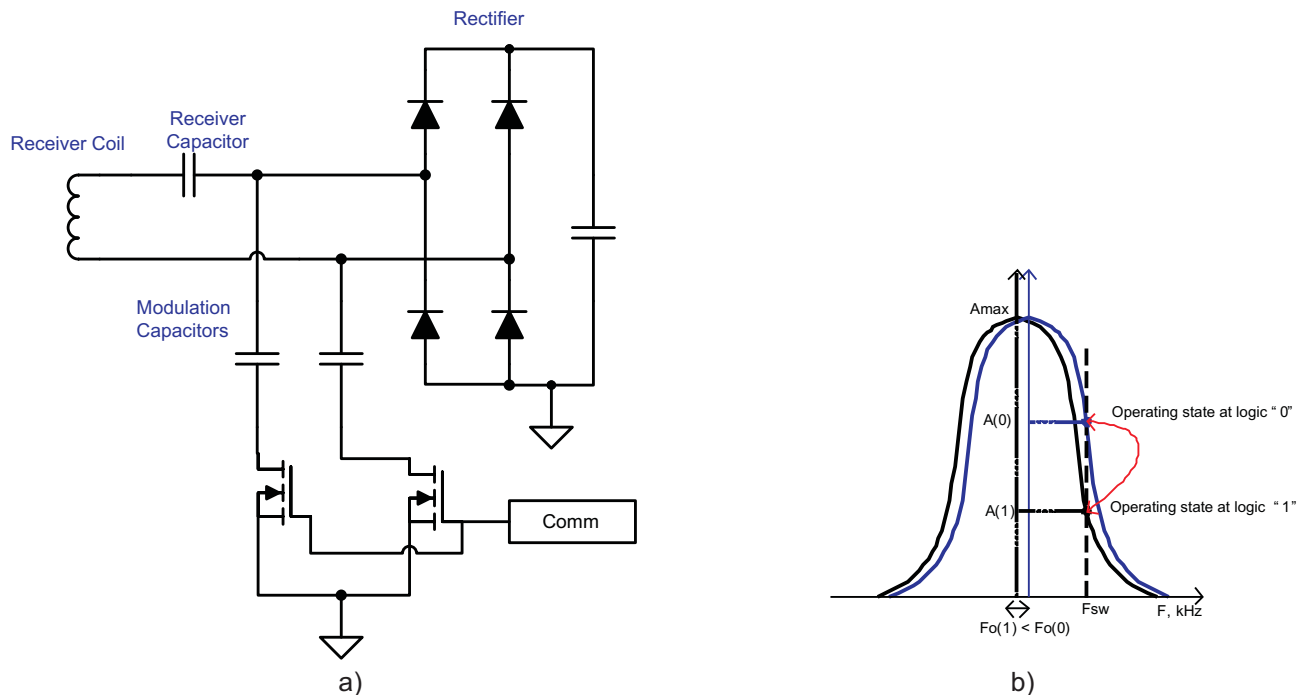 Rectifier
Receiver
Capacitor
Receiver Coil
Modulation
Capacitors
Comm
a)
Amax
A(0)
Operating state at logic “ 0”
A(1)
Operating state at logic “ 1”
Fsw
F, kHz
Fo(1) < Fo(0)
b)